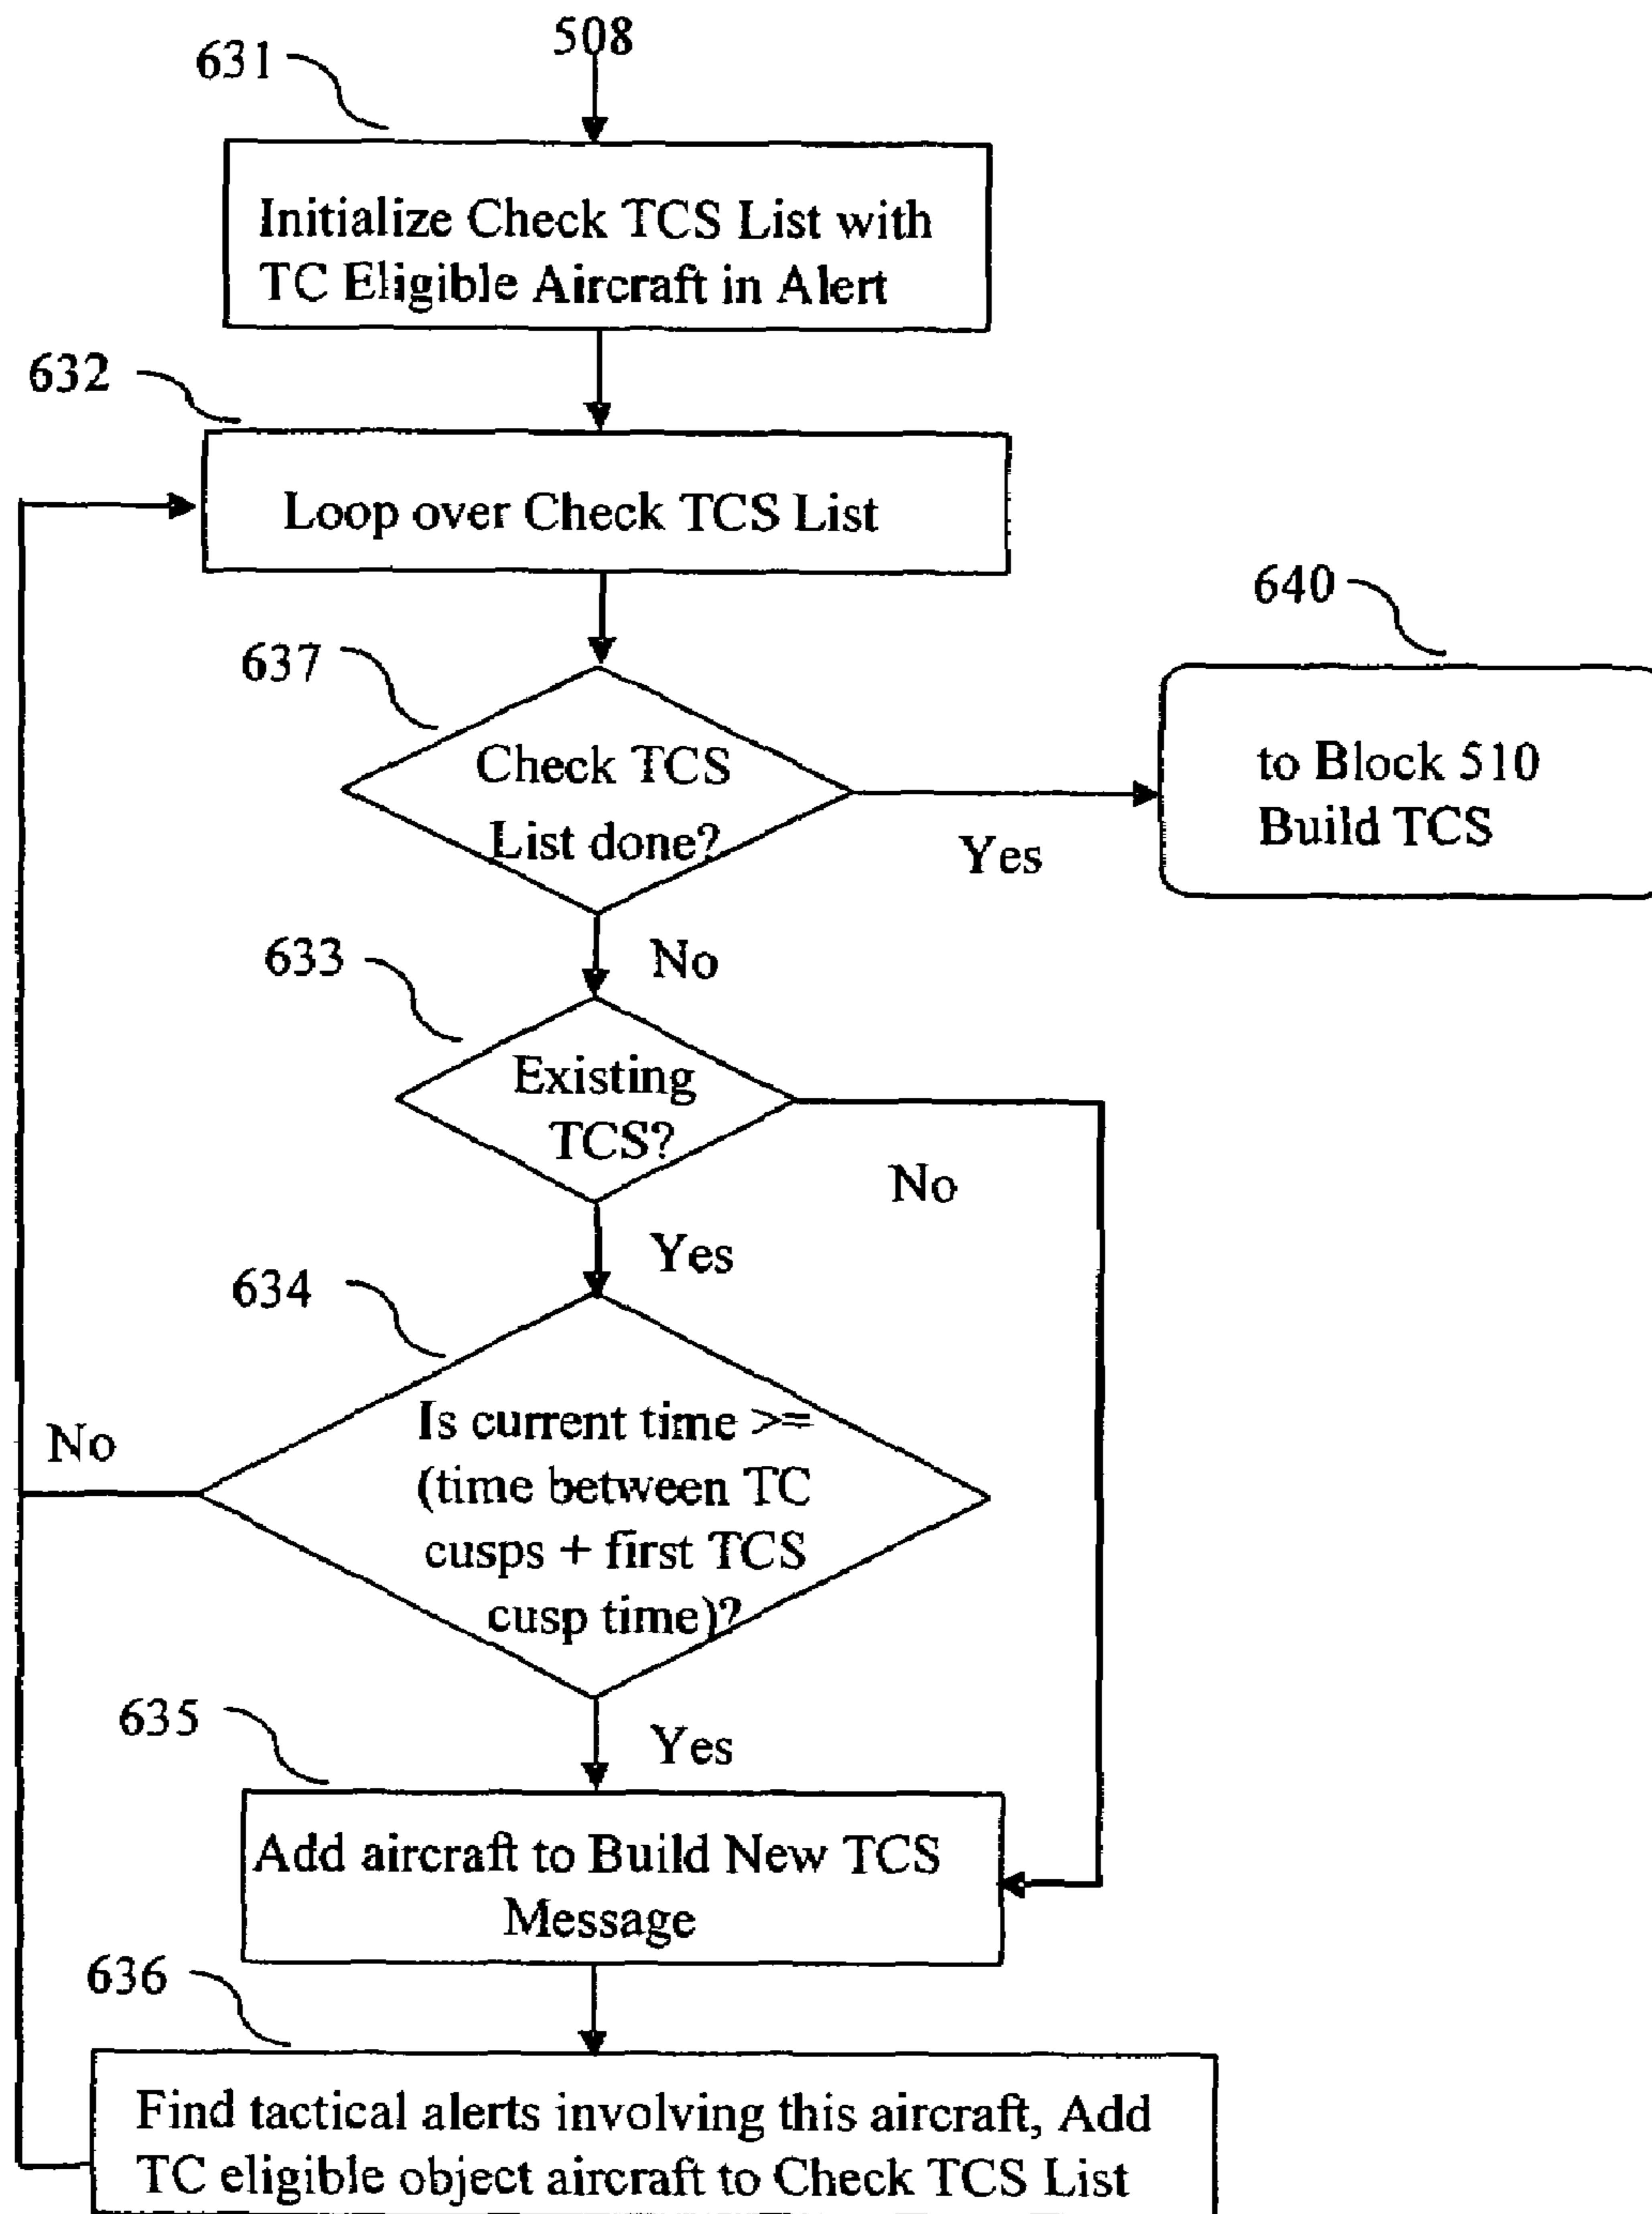 508
631
Initialize Check TCS List with
TC Eligible Aircraft in Alert
632
Loop over Check TCS List
640
637
Check TCS
List done?
to Block 510
Build TCS
Yes
633
No
Existing
TCS?
No
Yes
634
Is current time >=
(time between TC
cusps + first TCS
cusp time)?
No
635
Yes
Add aircraft to Build New TCS
Message
636
Find tactical alerts involving this aircraft, Add
TC eligible object aircraft to Check TCS List